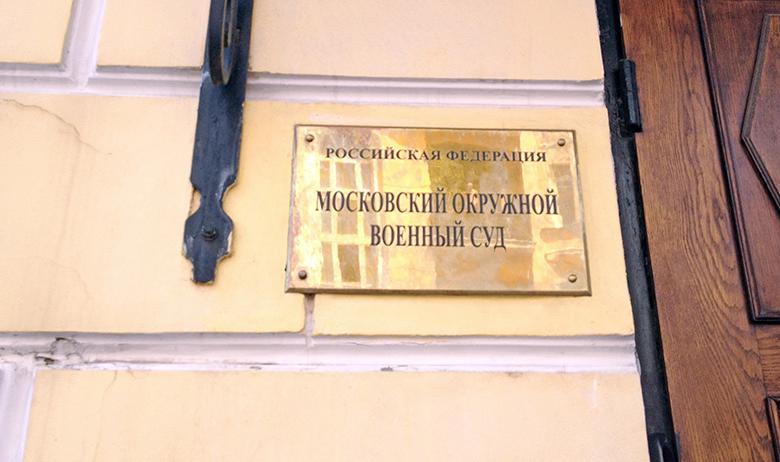 РОССИЙСКАЯ ФЕДЕРАЦИЯ
МОСКОВСКИЙ ОКРУЖНОЙ
ВОЕННЫЙ СУД